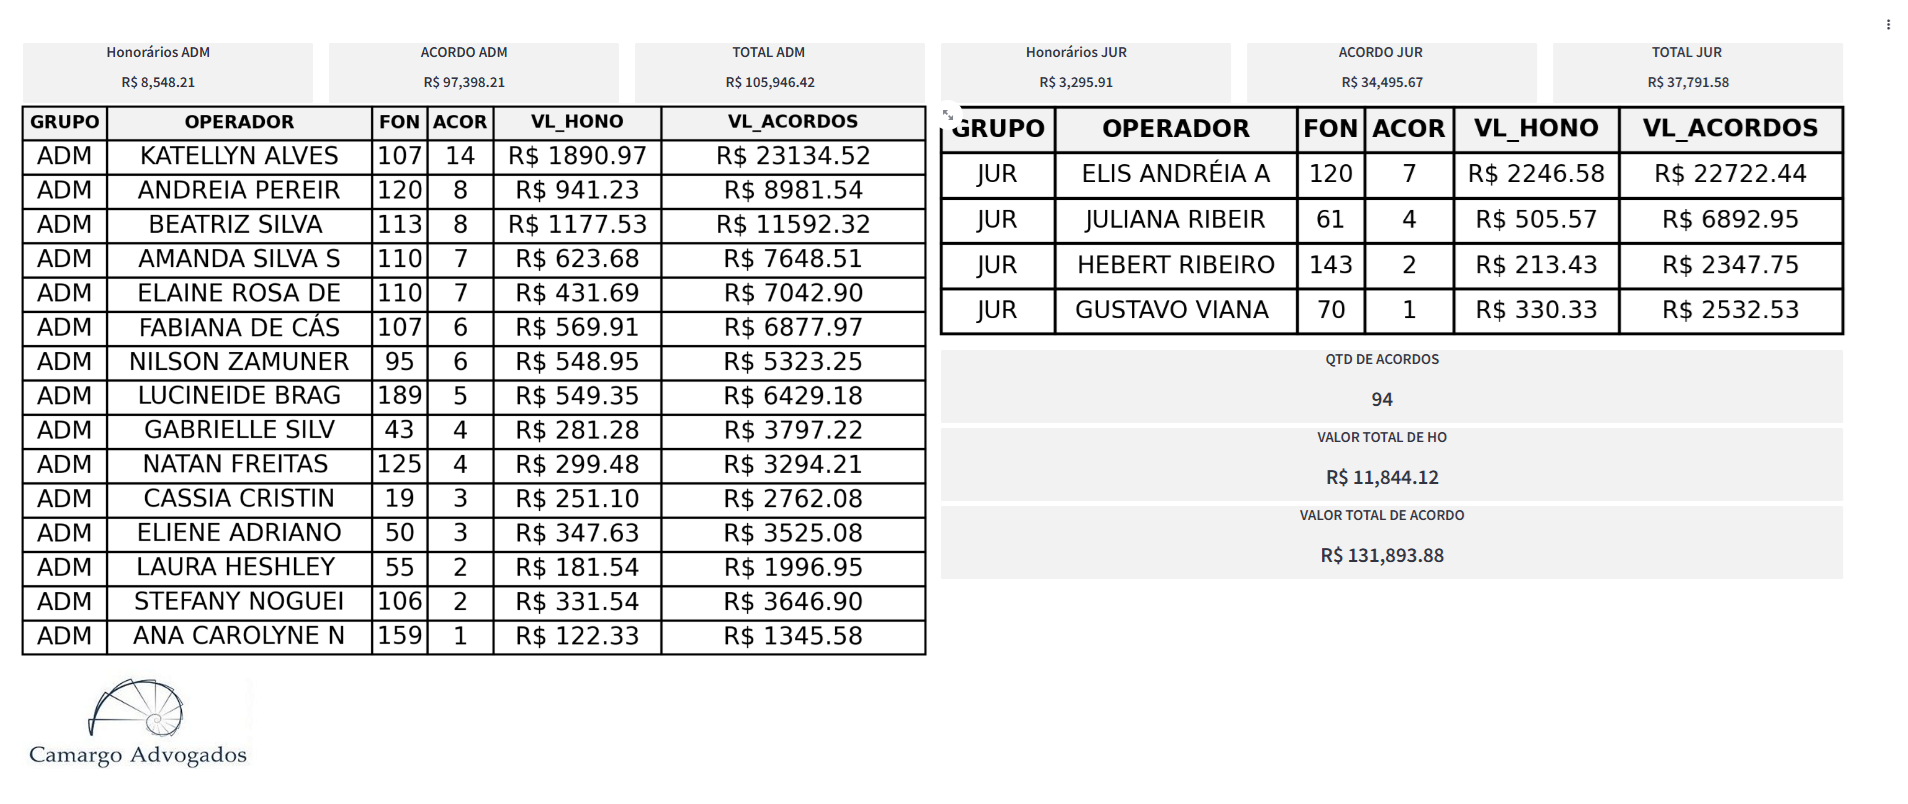 Honorários ADM
R$ 8,548.21
ACORDO ADM
R$ 97,398.21
TOTAL ADM
R$ 105,946.42
GRUPO OPERADOR FON ACOR VL_HONO VL_ACORDOS
ADM KATELLYN ALVES 107 14 R$ 1890.97 R$ 23134.52
ADM ANDREIA PEREIR 120 8 R$ 941.23 R$ 8981.54
ADM BEATRIZ SILVA 113 8 R$ 1177.53 R$ 11592.32
ADM AMANDA SILVA S 110 7 R$ 623.68 R$ 7648.51
ADM ELAINE ROSA DE 110 7 R$ 431.69 R$ 7042.90
ADM FABIANA DE CÁS 107 6 R$ 569.91 R$ 6877.97
ADM NILSON ZAMUNER 95 6 R$ 548.95 R$ 5323.25
ADM LUCINEIDE BRAG 189 5 R$ 549.35 R$ 6429.18
ADM GABRIELLE SILV 43 4 R$ 281.28 R$ 3797.22
ADM NATAN FREITAS 125 4 R$ 299.48 R$ 3294.21
ADM CASSIA CRISTIN 19 3 R$ 251.10 R$ 2762.08
ADM ELIENE ADRIANO 50 3 R$ 347.63 R$ 3525.08
ADM LAURA HESHLEY 55 2 R$ 181.54 R$ 1996.95
ADM STEFANY NOGUEI 106 2 R$ 331.54 R$ 3646.90
ADM ANA CAROLYNE N 159 1 R$ 122.33 R$ 1345.58
Camargo Advogados
Honorários JUR
R$ 3,295.91
ACORDO JUR
R$ 34,495.67
TOTAL JUR
R$ 37,791.58
GRUPO OPERADOR FON ACOR VL_HONO VL_ACORDOS
JUR ELIS ANDRÉIA A 120 7 R$ 2246.58 R$ 22722.44
JUR JULIANA RIBEIR 61 4 R$ 505.57 R$ 6892.95
JUR HEBERT RIBEIRO 143 2 R$ 213.43 R$ 2347.75
JUR GUSTAVO VIANA 70 1 R$ 330.33 R$ 2532.53
QTD DE ACORDOS
94
VALOR TOTAL DE HO
R$ 11,844.12
VALOR TOTAL DE ACORDO
R$ 131,893.88